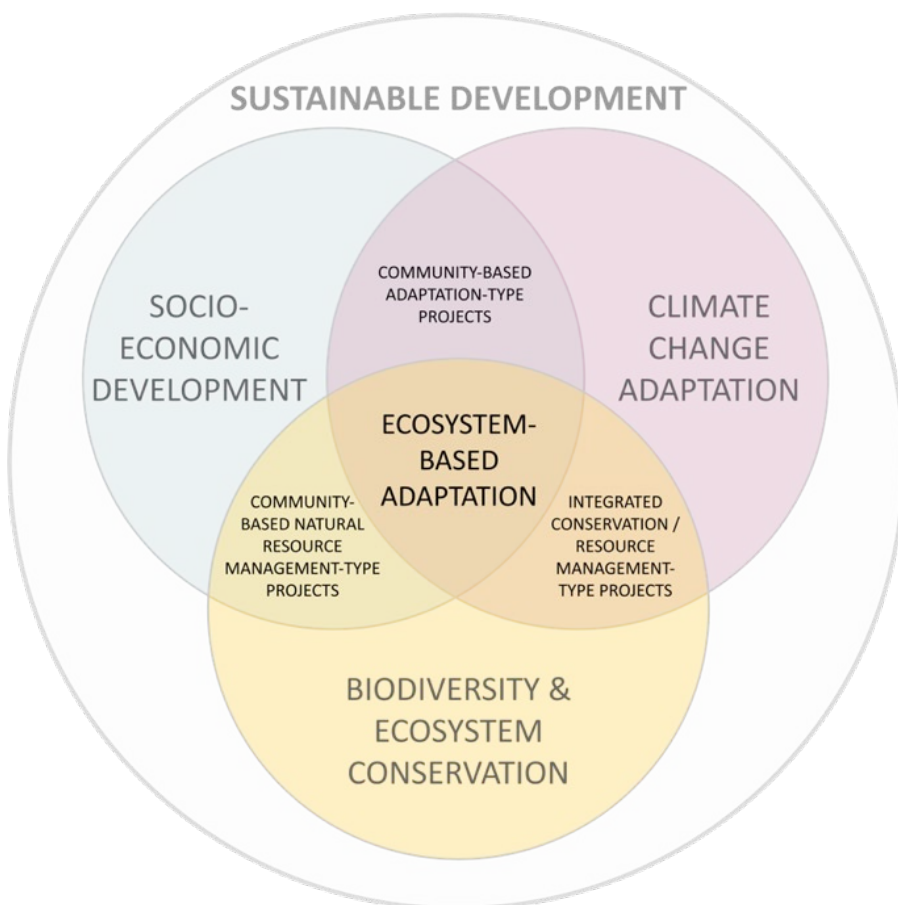 SUSTAINABLE DEVELOPMENT
COMMUNITY-BASED
ADAPTATION-TYPE
PROJECTS
SOCIO-
ECONOMIC
DEVELOPMENT
CLIMATE
CHANGE
ADAPTATION
ECOSYSTEM-
BASED
ADAPTATION
COMMUNITY-
BASED NATURAL
RESOURCE
MANAGEMENT-TYPE
PROJECTS
INTEGRATED
CONSERVATION /
RESOURCE
MANAGEMENT-
TYPE PROJECTS
BIODIVERSITY &
ECOSYSTEM
CONSERVATION